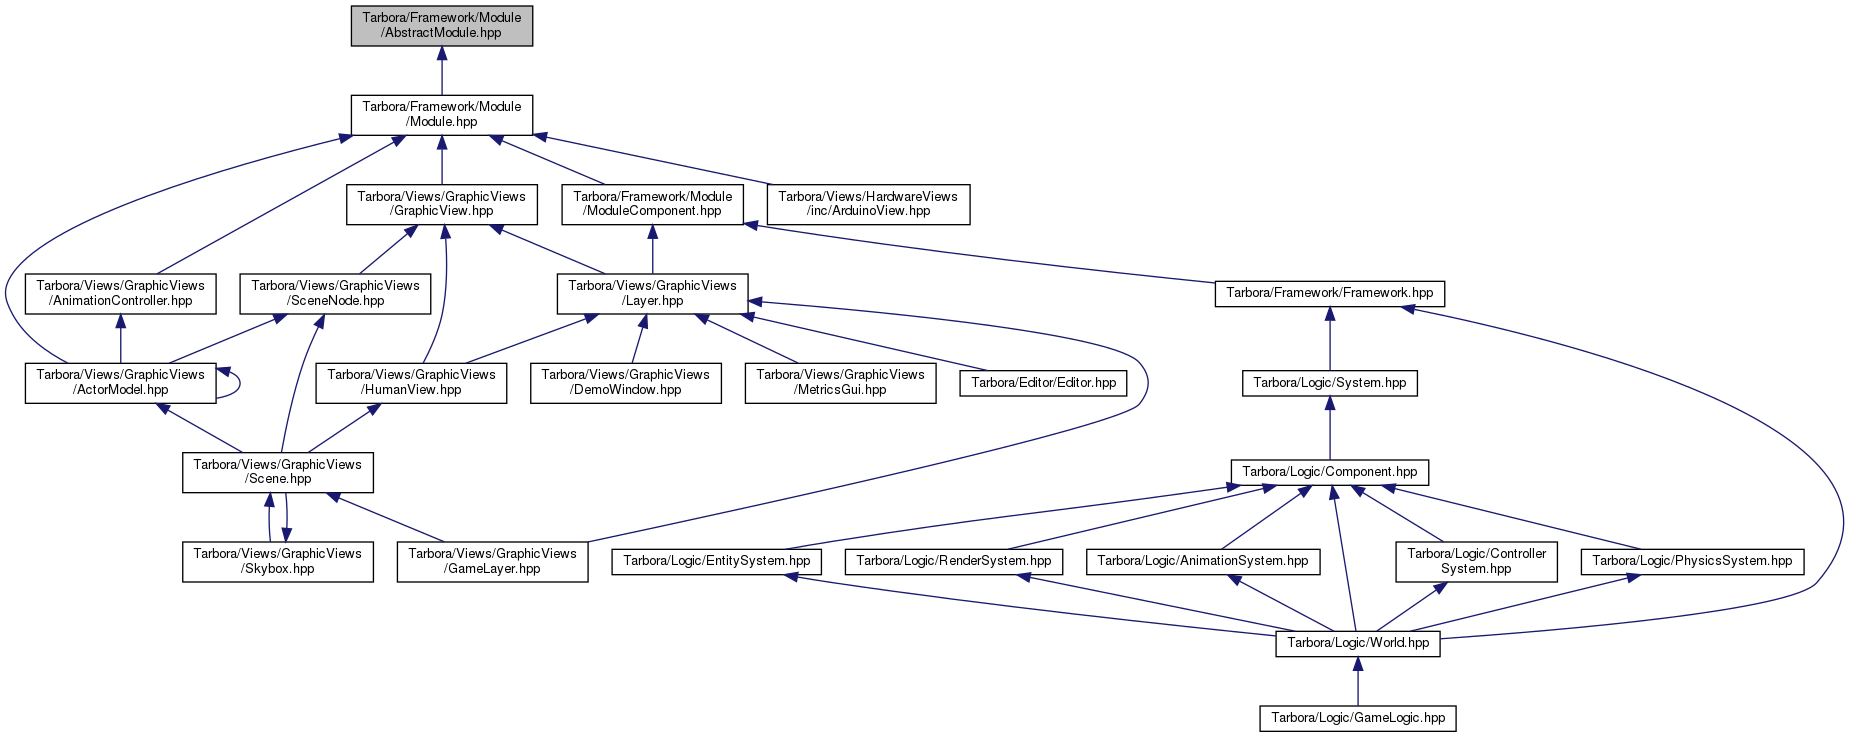 Tarbora/Framework/Module
/AbstractModule.hpp
Tarbora/Framework/Module
/Module.hpp
Tarbora/Views/GraphicViews
/GraphicView.hpp
Tarbora/Framework/Module
/ModuleComponent.hpp
Tarbora/Views/HardwareViews
/inc/ArduinoView.hpp
Tarbora/Views/GraphicViews
/AnimationController.hpp
Tarbora/Views/GraphicViews
/SceneNode.hpp
Tarbora/Views/GraphicViews
/Layer.hpp
Tarbora/Framework/Framework.hpp
Tarbora/Views/GraphicViews
/ActorModel.hpp
Tarbora/Views/GraphicViews
/HumanView.hpp
Tarbora/Views/GraphicViews
/DemoWindow.hpp
Tarbora/Views/GraphicViews
/MetricsGui.hpp
Tarbora/Editor/Editor.hpp
Tarbora/Logic/System.hpp
Tarbora/Views/GraphicViews
/Scene.hpp
Tarbora/Logic/Component.hpp
Tarbora/Views/GraphicViews
/Skybox.hpp
Tarbora/Views/GraphicViews
/GameLayer.hpp
Tarbora/Logic/EntitySystem.hpp
Tarbora/Logic/RenderSystem.hpp
Tarbora/Logic/AnimationSystem.hpp
Tarbora/Logic/Controller
System.hpp
Tarbora/Logic/PhysicsSystem.hpp
Tarbora/Logic/World.hpp
Tarbora/Logic/GameLogic.hpp